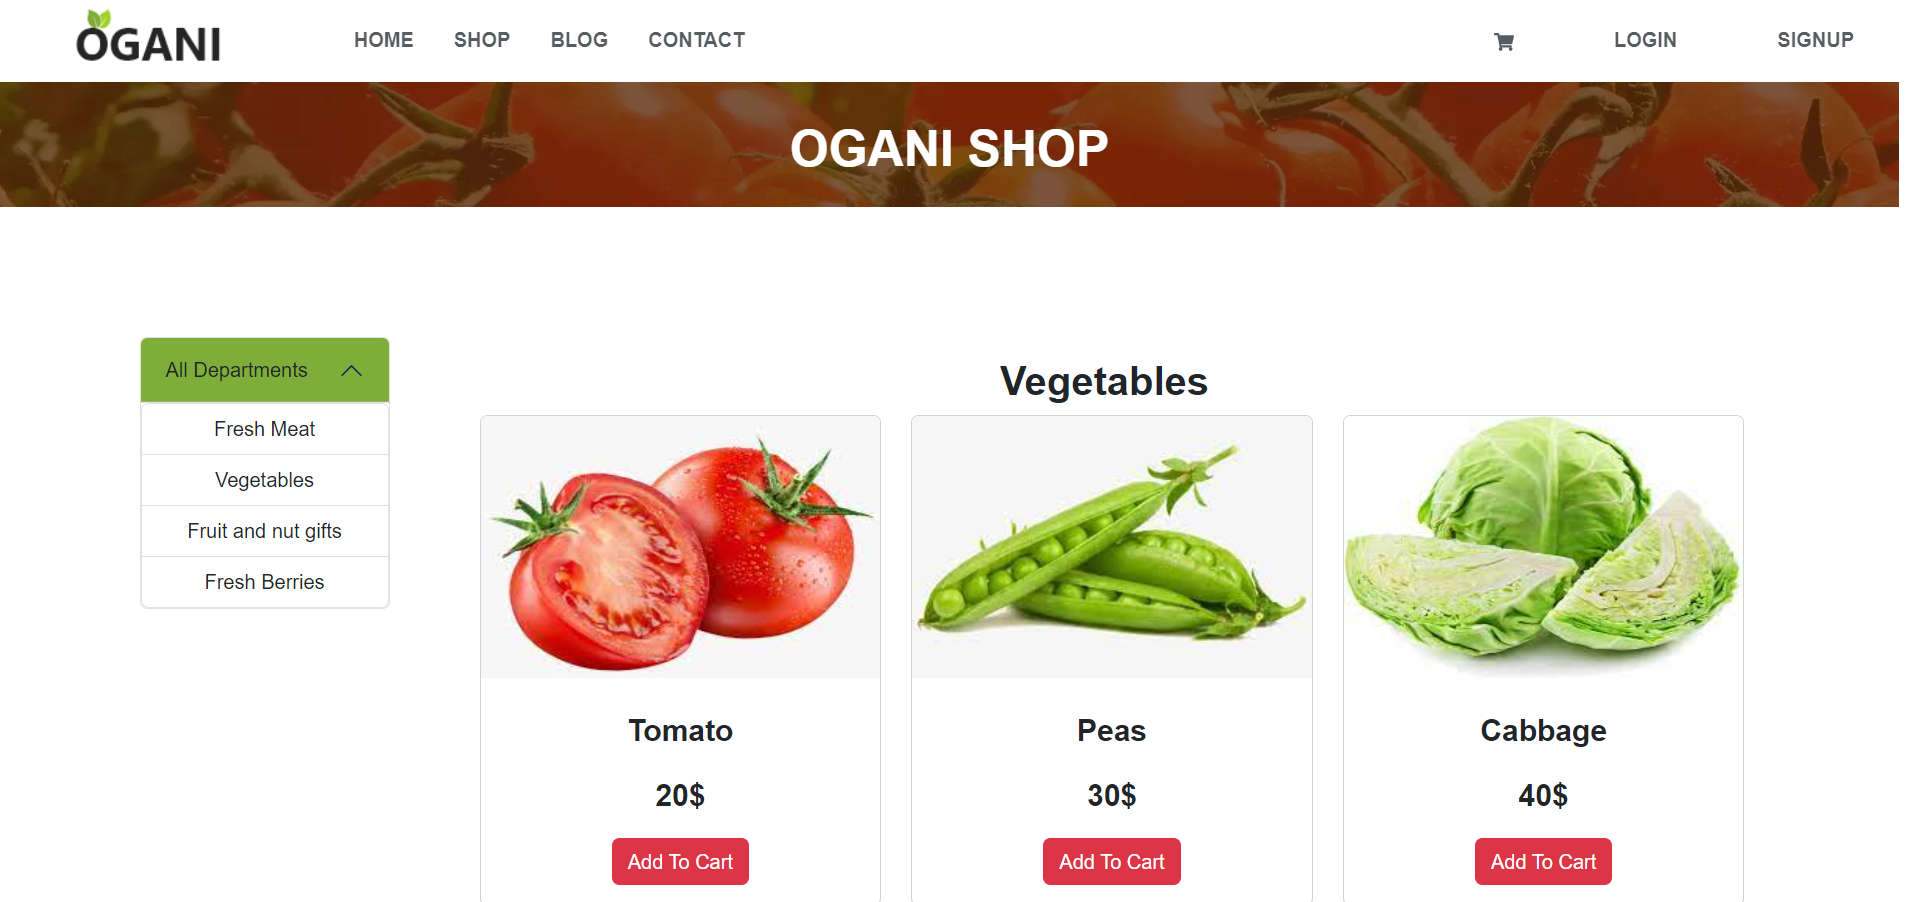 OGANI
HOME SHOP BLOG CONTACT
LOGIN SIGNUP
OGANI SHOP
All Departments
Fresh Meat
Vegetables
Fruit and nut gifts
Fresh Berries
Vegetables
Tomato
20$
Add To Cart
Peas
30$
Add To Cart
Cabbage
40$
Add To Cart